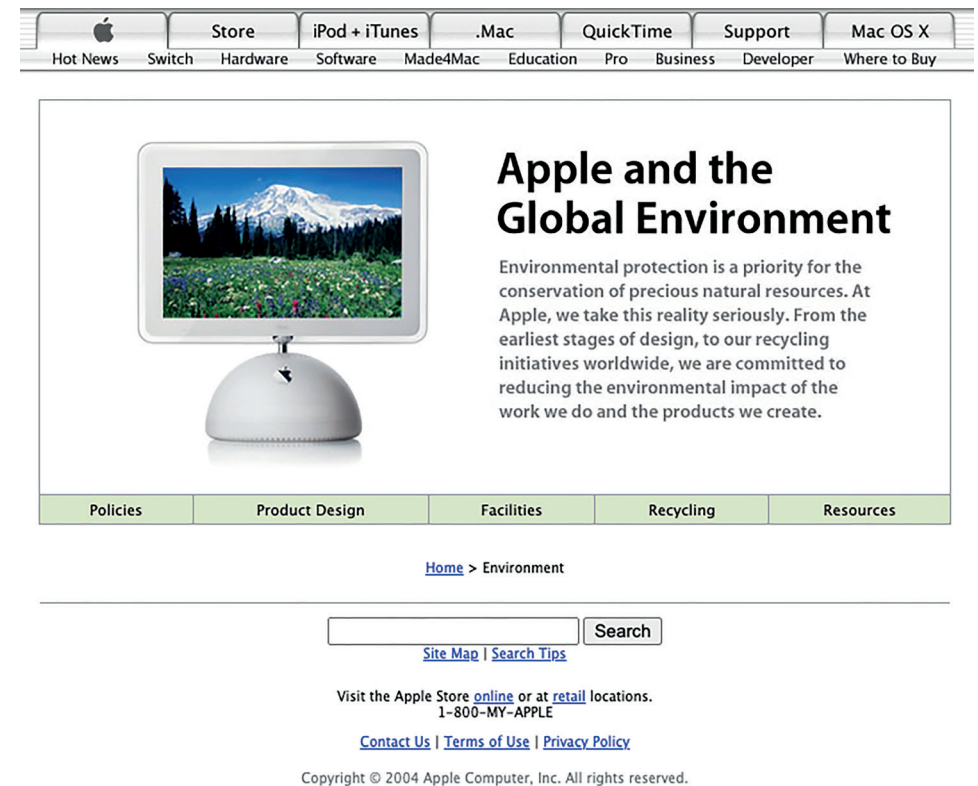 Store iPod + iTunes .Mac QuickTime Support Mac OS X
Hot News Switch Hardware Software Made4Mac Education Pro Business Developer Where to Buy
Apple and the
Global Environment
Environmental protection is a priority for the
conservation of precious natural resources. At
Apple, we take this reality seriously. From the
earliest stages of design, to our recycling
initiatives worldwide, we are committed to
reducing the environmental impact of the
work we do and the products we create.
Policies Product Design Facilities Recycling Resources
Home > Environment
Search
Site Map | Search Tips
Visit the Apple Store online or at retail locations.
1-800-MY-APPLE
Contact Us | Terms of Use | Privacy Policy
Copyright © 2004 Apple Computer, Inc. All rights reserved.